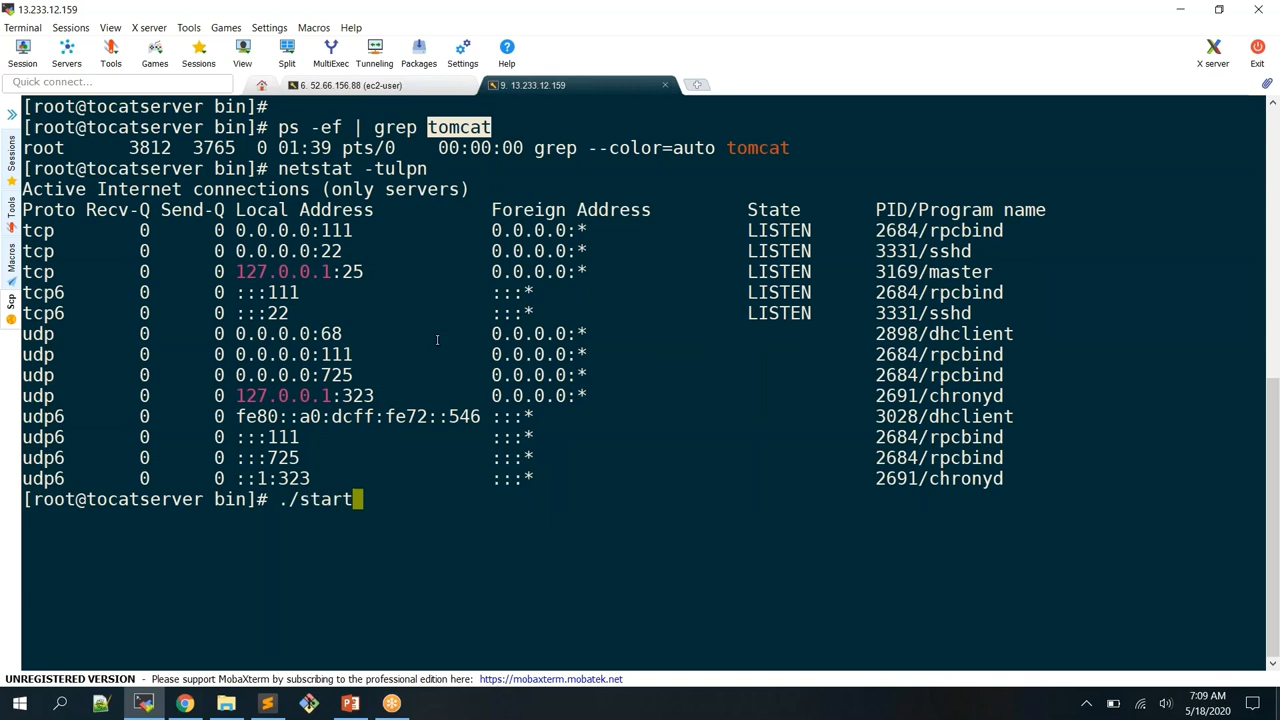 13.233.12.159
Terminal Sessions View X server Tools Games Settings Macros Help
Session Servers Tools Games Sessions View Split MultiExec Tunneling Packages Settings Help X server Exit
Quick connect...
6. 52.66.156.88 (ec2-user)
9. 13.233.12.159
Sessions
Tools
Macros
Scp
[root@tocatserver bin]#
[root@tocatserver bin]# ps -ef | grep tomcat
root 3812 3765 0 01:39 pts/0 00:00:00 grep --color=auto tomcat
[root@tocatserver bin]# netstat -tulpn
Active Internet connections (only servers)
Proto Recv-Q Send-Q Local Address Foreign Address State PID/Program name
tcp 0 0 0.0.0.0:111 0.0.0.0:* LISTEN 2684/rpcbind
tcp 0 0 0.0.0.0:22 0.0.0.0:* LISTEN 3331/sshd
tcp 0 0 127.0.0.1:25 0.0.0.0:* LISTEN 3169/master
tcp6 0 0 :::111 :::* LISTEN 2684/rpcbind
tcp6 0 0 :::22 :::* LISTEN 3331/sshd
udp 0 0 0.0.0.0:68 0.0.0.0:* 2898/dhclient
udp 0 0 0.0.0.0:111 0.0.0.0:* 2684/rpcbind
udp 0 0 0.0.0.0:725 0.0.0.0:* 2684/rpcbind
udp 0 0 127.0.0.1:323 0.0.0.0:* 2691/chronyd
udp6 0 0 fe80::a0:dcff:fe72::546 :::* 3028/dhclient
udp6 0 0 :::111 :::* 2684/rpcbind
udp6 0 0 :::725 :::* 2684/rpcbind
udp6 0 0 ::1:323 :::* 2691/chronyd
[root@tocatserver bin]# ./start
UNREGISTERED VERSION - Please support MobaXterm by subscribing to the professional edition here: https://mobaxterm.mobatek.net
7:09 AM
5/18/2020